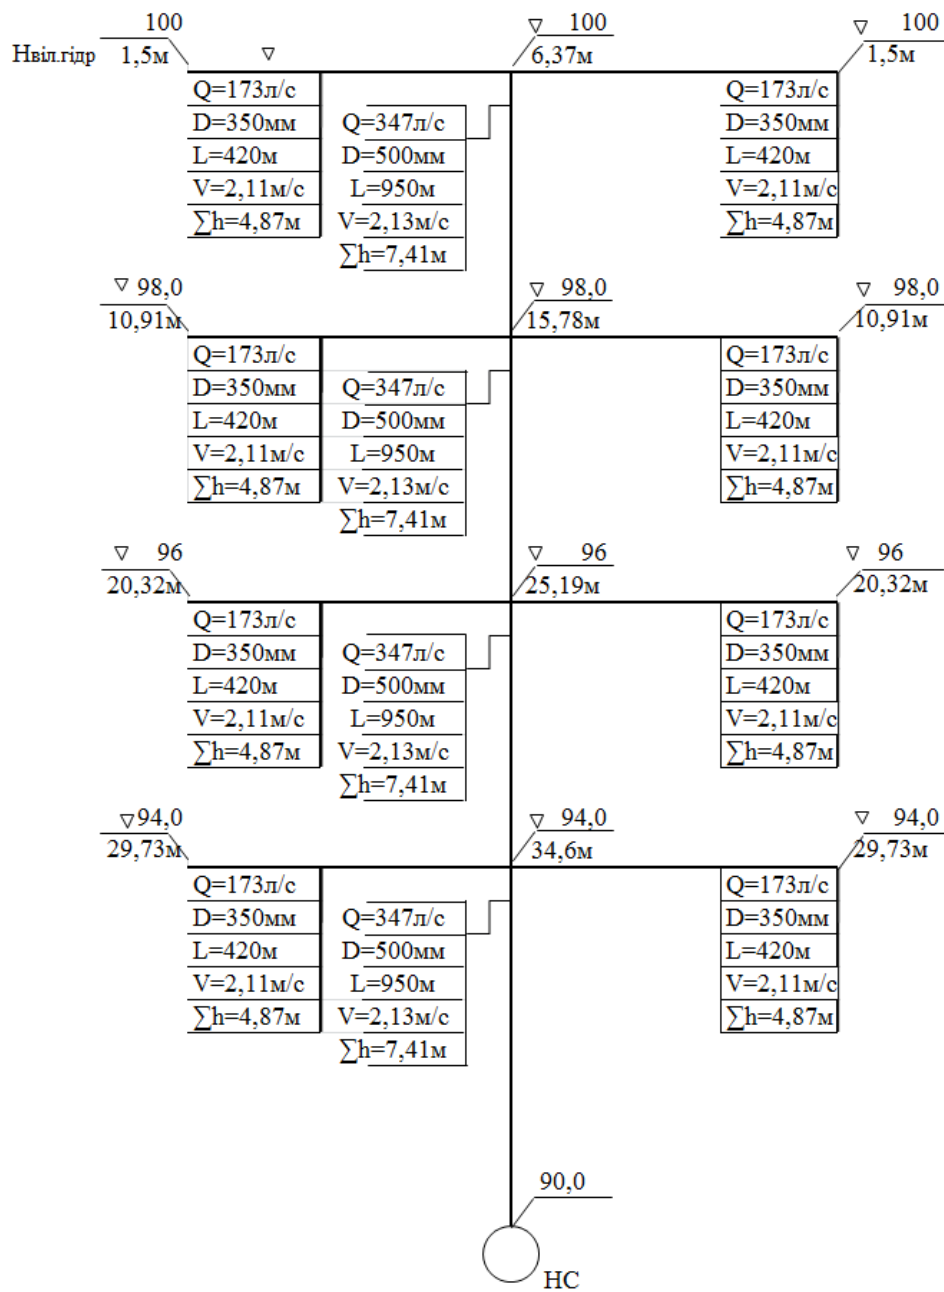 100 ▽ 100 ▽ 100
Нвіл.гідр 1,5м ▽ 6,37м 1,5м
Q=173л/с Q=173л/с
D=350мм Q=347л/с D=350мм
L=420м D=500мм L=420м
V=2,11м/с L=950м V=2,11м/с
∑h=4,87м V=2,13м/с ∑h=4,87м
∑h=7,41м
▽ 98,0 ▽ 98,0 ▽ 98,0
10,91м 15,78м 10,91м
Q=173л/с Q=173л/с
D=350мм Q=347л/с D=350мм
L=420м D=500мм L=420м
V=2,11м/с L=950м V=2,11м/с
∑h=4,87м V=2,13м/с ∑h=4,87м
∑h=7,41м
▽ 96 ▽ 96 ▽ 96
20,32м 25,19м 20,32м
Q=173л/с Q=173л/с
D=350мм Q=347л/с D=350мм
L=420м D=500мм L=420м
V=2,11м/с L=950м V=2,11м/с
∑h=4,87м V=2,13м/с ∑h=4,87м
∑h=7,41м
▽ 94,0 ▽ 94,0 ▽ 94,0
29,73м 34,6м 29,73м
Q=173л/с Q=173л/с
D=350мм Q=347л/с D=350мм
L=420м D=500мм L=420м
V=2,11м/с L=950м V=2,11м/с
∑h=4,87м V=2,13м/с ∑h=4,87м
∑h=7,41м
90,0
НС